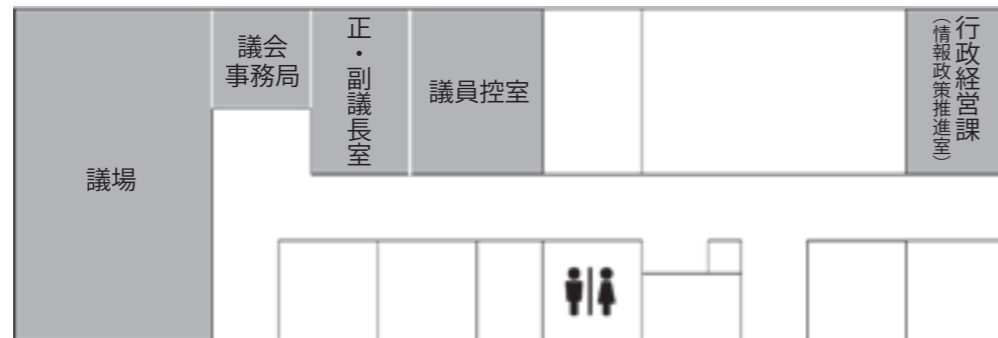 議場
議会
事務局
正・副議長室
議員控室
行政経営課
（情報政策推進室）